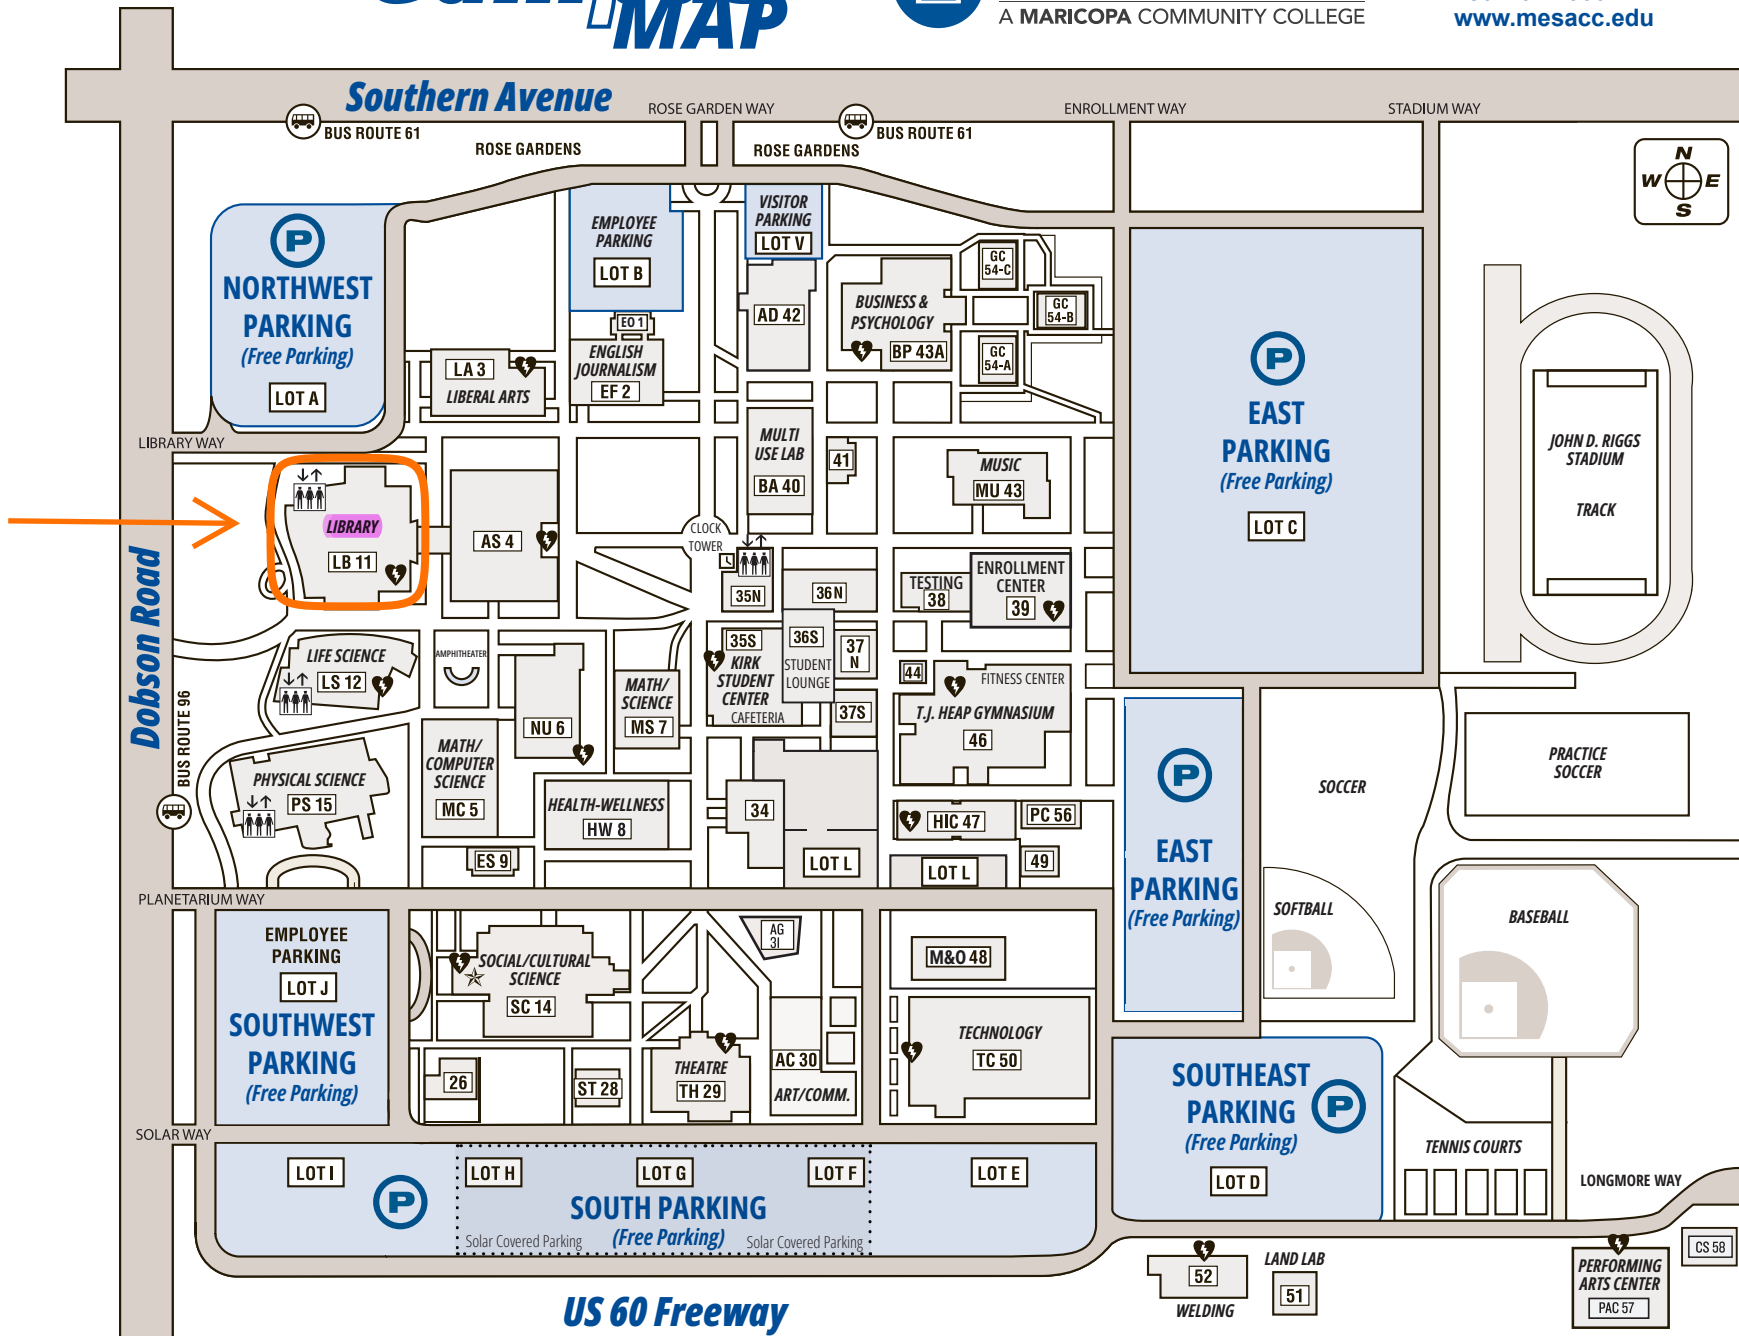 MAP
A MARICOPA COMMUNITY COLLEGE
www.mesacc.edu
Southern Avenue
ROSE GARDEN WAY
ENROLLMENT WAY
STADIUM WAY
BUS ROUTE 61
BUS ROUTE 61
ROSE GARDENS
ROSE GARDENS
N
W
E
S
P
NORTHWEST
PARKING
(Free Parking)
LOT A
EMPLOYEE
PARKING
LOT B
VISITOR
PARKING
LOT V
EO 1
ENGLISH
JOURNALISM
EF 2
LA 3
LIBERAL ARTS
AD 42
BUSINESS &
PSYCHOLOGY
BP 43A
GC
54-C
GC
54-B
GC
54-A
P
EAST
PARKING
(Free Parking)
LOT C
JOHN D. RIGGS
STADIUM
TRACK
LIBRARY WAY
LIBRARY
LB 11
AS 4
MULTI
USE LAB
BA 40
41
MUSIC
MU 43
CLOCK
TOWER
35N
36N
TESTING
38
ENROLLMENT
CENTER
39
Dobson Road
BUS ROUTE 96
LIFE SCIENCE
LS 12
AMPHITHEATER
NU 6
MATH/
SCIENCE
MS 7
35S
KIRK
STUDENT
CENTER
CAFETERIA
36S
STUDENT
LOUNGE
37
N
37S
44
FITNESS CENTER
T.J. HEAP GYMNASIUM
46
PHYSICAL SCIENCE
PS 15
MATH/
COMPUTER
SCIENCE
MC 5
HEALTH-WELLNESS
HW 8
ES 9
34
LOT L
HIC 47
PC 56
LOT L
49
P
EAST
PARKING
(Free Parking)
SOCCER
PRACTICE
SOCCER
SOFTBALL
BASEBALL
PLANETARIUM WAY
EMPLOYEE
PARKING
LOT J
SOUTHWEST
PARKING
(Free Parking)
SOCIAL/CULTURAL
SCIENCE
SC 14
AG
31
M&O 48
TECHNOLOGY
TC 50
26
ST 28
THEATRE
TH 29
AC 30
ART/COMM.
SOUTHEAST
PARKING
(Free Parking)
P
LOT D
TENNIS COURTS
SOLAR WAY
LOT I
P
LOT H
LOT G
LOT F
LOT E
SOUTH PARKING
(Free Parking)
Solar Covered Parking
Solar Covered Parking
LONGMORE WAY
52
WELDING
LAND LAB
51
PERFORMING
ARTS CENTER
PAC 57
CS 58
US 60 Freeway